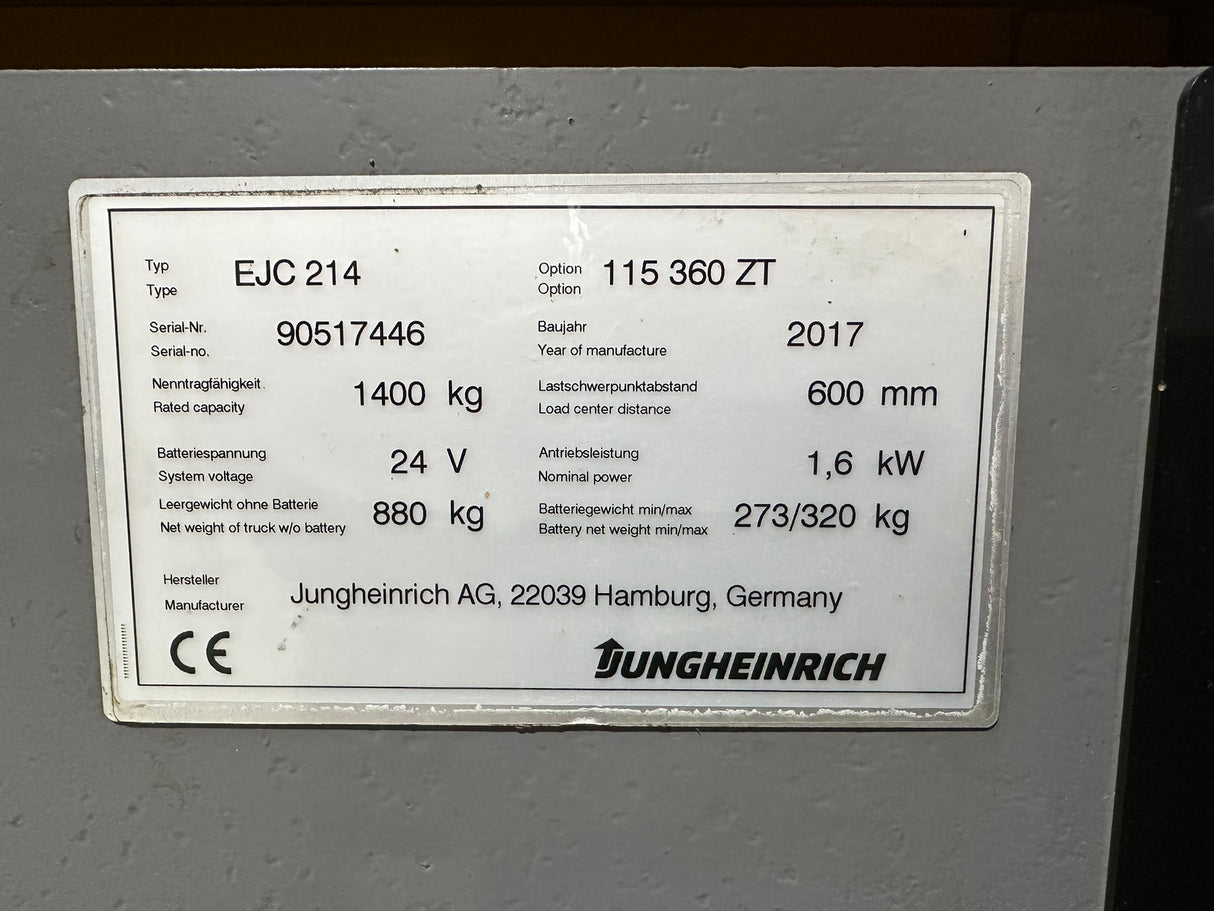 Typ
Type
EJC 214
Option
Option
115 360 ZT
Serial-Nr.
Serial-no.
90517446
Baujahr
Year of manufacture
2017
Nenntragfähigkeit
Rated capacity
1400 kg
Lastschwerpunktabstand
Load center distance
600 mm
Batteriespannung
System voltage
24 V
Antriebsleistung
Nominal power
1,6 kW
Leergewicht ohne Batterie
Net weight of truck w/o battery
880 kg
Batteriegewicht min/max
Battery net weight min/max
273/320 kg
Hersteller
Manufacturer
Jungheinrich AG, 22039 Hamburg, Germany
CE
JUNGHEINRICH